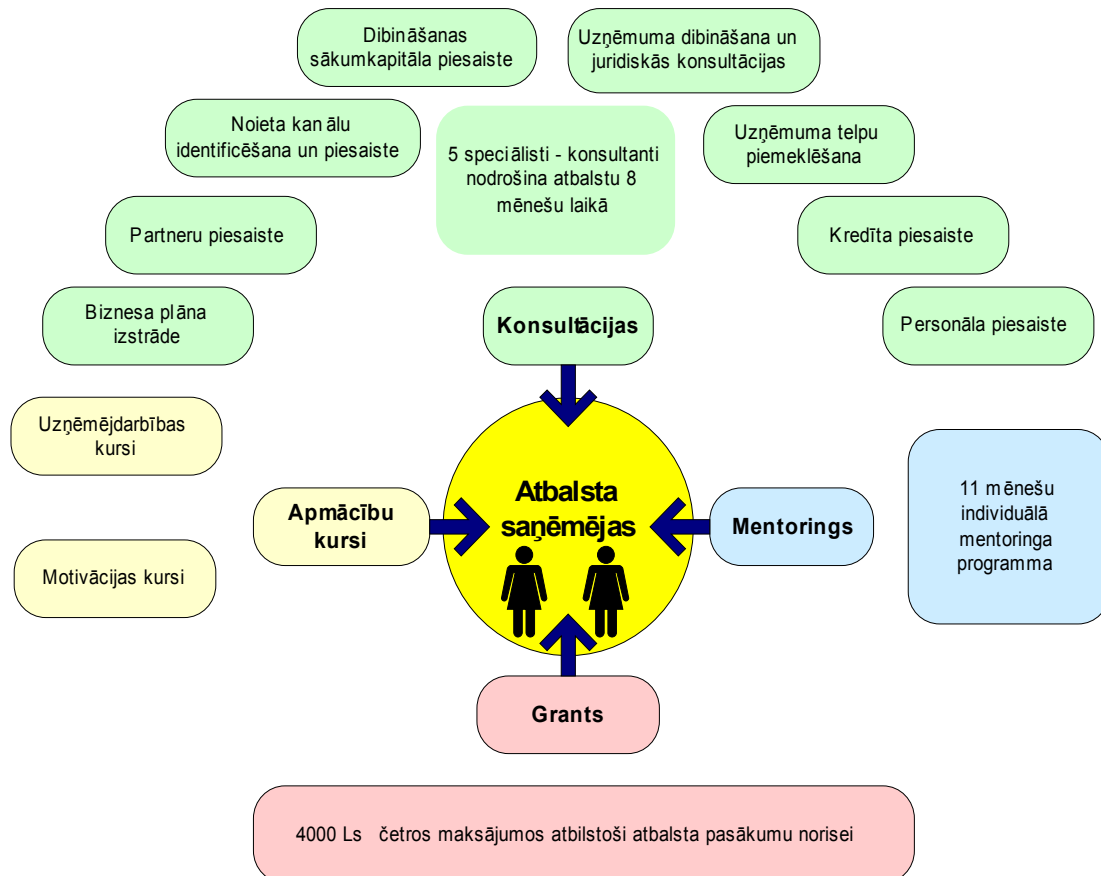 Dibināšanas
sākumkapitāla piesaiste
Uzņēmuma dibināšana un
juridiskās konsultācijas
Noieta kanālu
identificēšana un piesaiste
5 speciālisti - konsultanti
nodrošina atbalstu 8
mēnešu laikā
Uzņēmuma telpu
piemeklēšana
Partneru piesaiste
Kredīta piesaiste
Biznesa plāna
izstrāde
Konsultācijas
Personāla piesaiste
Uzņēmējdarbības
kursi
Motivācijas kursi
Apmācību
kursi
Atbalsta
saņēmējas
Mentorings
11 mēnešu
individuālā
mentoringa
programma
Grants
4000 Ls četros maksājumos atbilstoši atbalsta pasākumu norisei